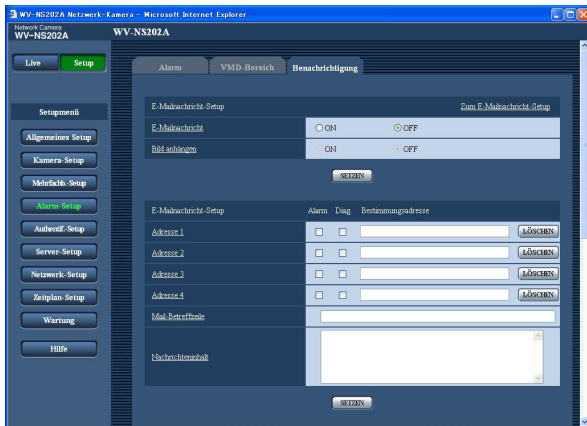 WV-NS202A Netzwerk-Kamera - Microsoft Internet Explorer
Network Camera
WV-NS202A
WV-NS202A
Live
Setup
Setupmenü
Allgemeines Setup
Kamera-Setup
Mehrfachb.-Setup
Alarm-Setup
Authentif.-Setup
Server-Setup
Netzwerk-Setup
Zeitplan-Setup
Wartung
Hilfe
Alarm VMD-Bereich Benachrichtigung
E-Mailnachricht-Setup Zum E-Mailnachricht-Setup
E-Mailnachricht ON OFF
Bild anhängen ON OFF
SETZEN
E-Mailnachricht-Setup Alarm Diag. Bestimmungsadresse
Adresse 1 LÖSCHEN
Adresse 2 LÖSCHEN
Adresse 3 LÖSCHEN
Adresse 4 LÖSCHEN
Mail-Betreffzeile
Nachrichteninhalt
SETZEN